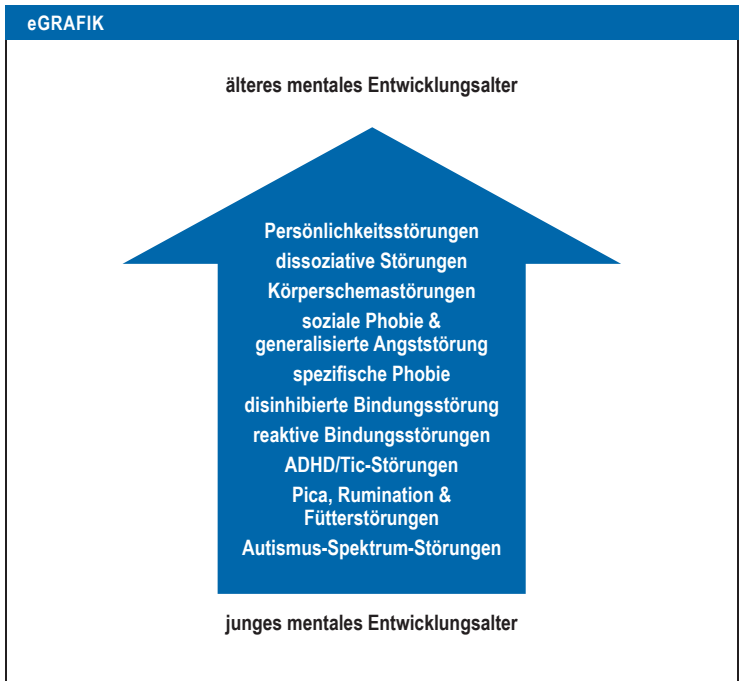 eGRAFIK
älteres mentales Entwicklungsalter
Persönlichkeitsstörungen
dissoziative Störungen
Körperschemastörungen
soziale Phobie &
generalisierte Angststörung
spezifische Phobie
disinhibierte Bindungsstörung
reaktive Bindungsstörungen
ADHD/Tic-Störungen
Pica, Rumination &
Fütterstörungen
Autismus-Spektrum-Störungen
junges mentales Entwicklungsalter